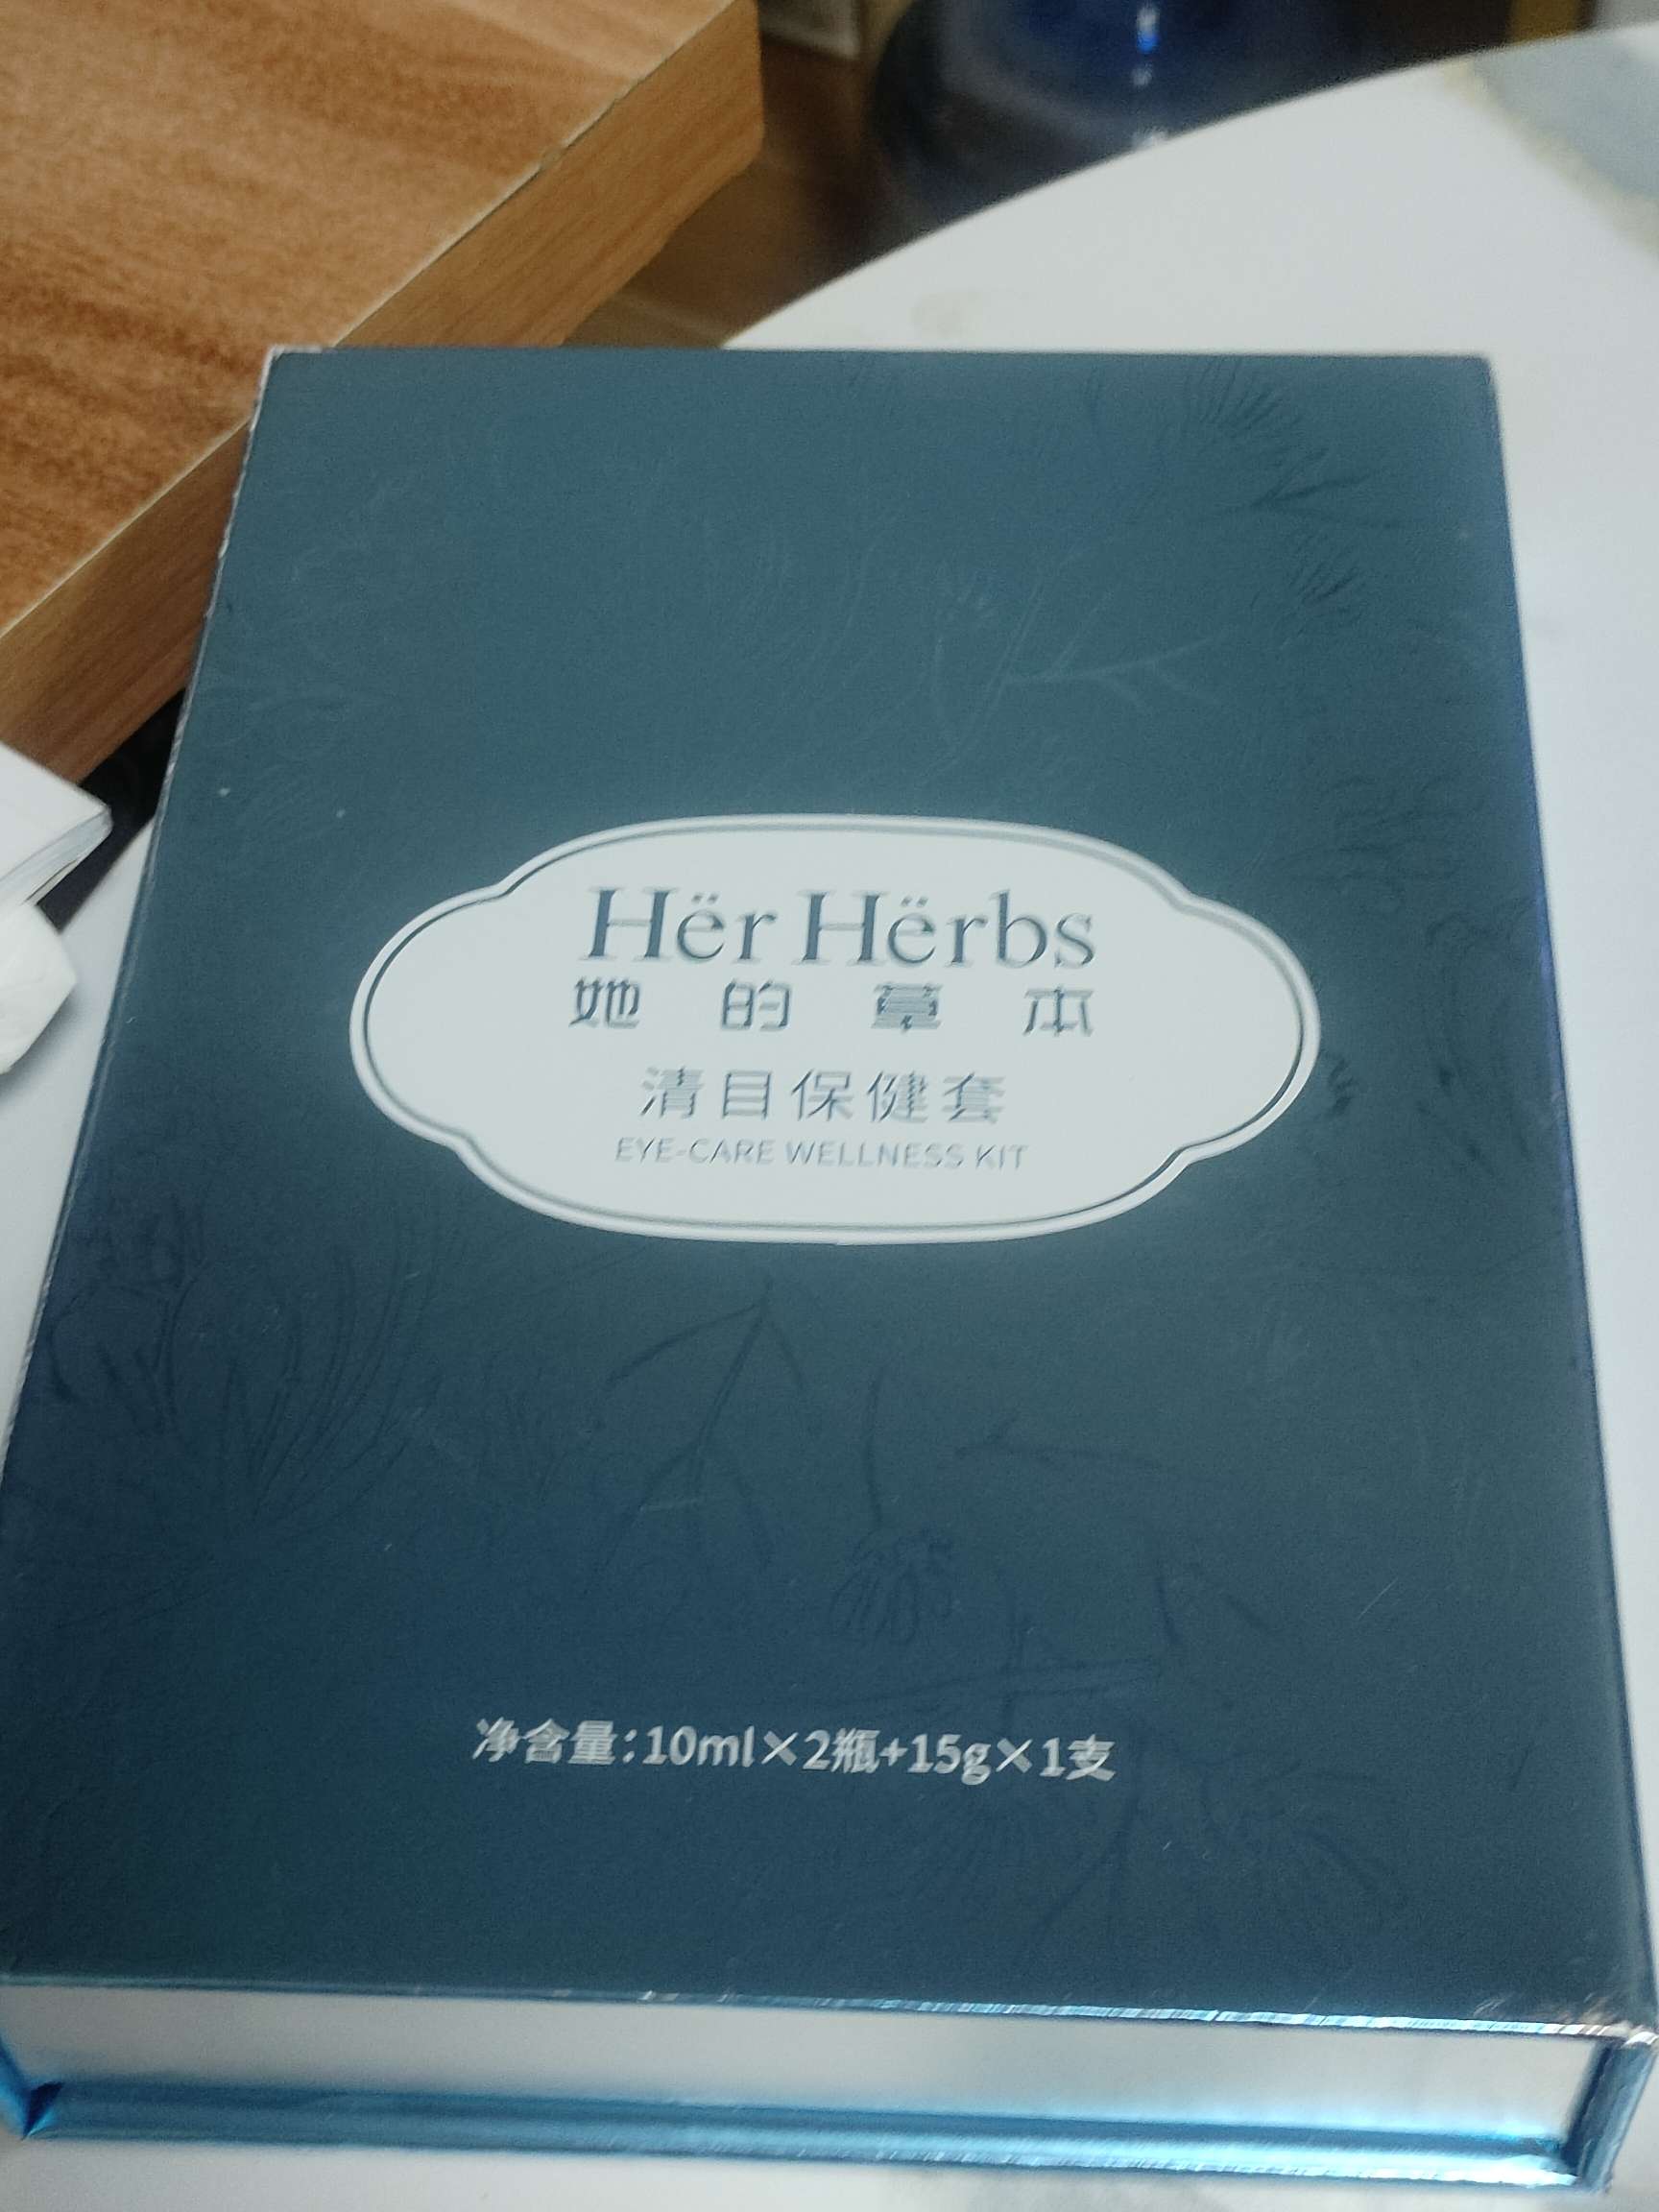 Hër Hërbs
她的草本
清目保健套
EYE-CARE WELLNESS KIT
净含量:10ml×2瓶+15g×1支